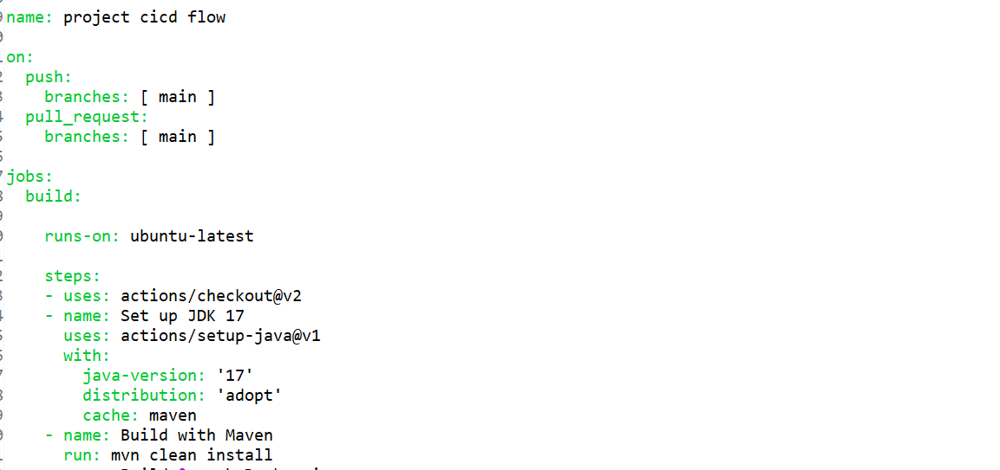 name: project cicd flow
on:
push:
branches: [ main ]
pull_request:
branches: [ main ]
jobs:
build:
runs-on: ubuntu-latest
steps:
- uses: actions/checkout@v2
- name: Set up JDK 17
uses: actions/setup-java@v1
with:
java-version: '17'
distribution: 'adopt'
cache: maven
- name: Build with Maven
run: mvn clean install